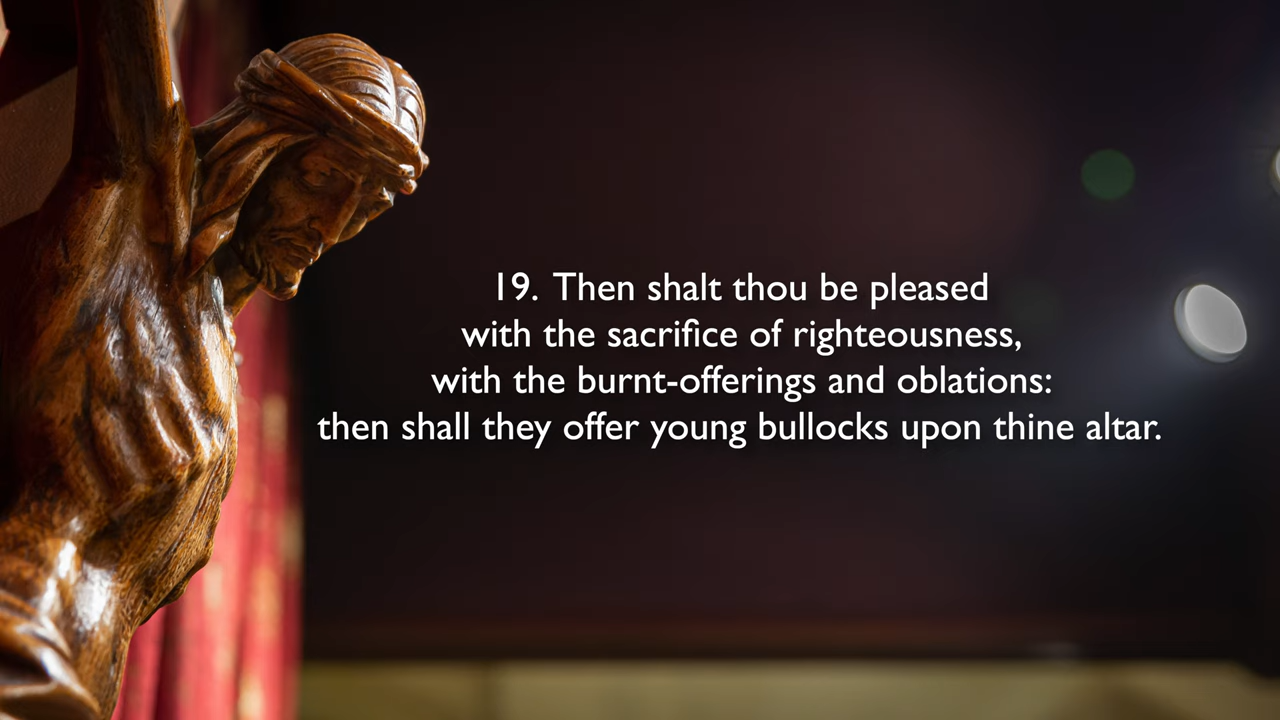 19. Then shalt thou be pleased
with the sacrifice of righteousness,
with the burnt-offerings and oblations:
then shall they offer young bullocks upon thine altar.